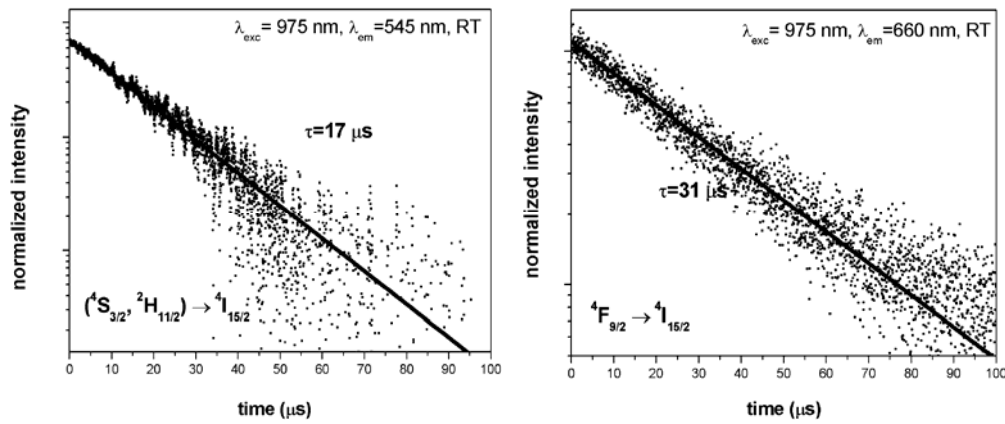 λexc= 975 nm, λem=545 nm, RT
τ=17 μs
(⁴S3/2, ²H11/2) → ⁴I15/2
normalized intensity
0 10 20 30 40 50 60 70 80 90 100
time (μs)
λexc= 975 nm, λem=660 nm, RT
τ=31 μs
⁴F9/2 → ⁴I15/2
normalized intensity
0 10 20 30 40 50 60 70 80 90 100
time (μs)